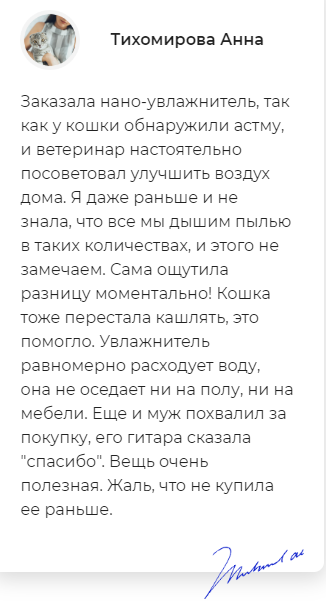 Тихомирова Анна
Заказала нано-увлажнитель, так
как у кошки обнаружили астму,
и ветеринар настоятельно
посоветовал улучшить воздух
дома. Я даже раньше и не
знала, что все мы дышим пылью
в таких количествах, и этого не
замечаем. Сама ощутила
разницу моментально! Кошка
тоже перестала кашлять, это
помогло. Увлажнитель
равномерно расходует воду,
она не оседает ни на полу, ни на
мебели. Еще и муж похвалил за
покупку, его гитара сказала
"спасибо". Вещь очень
полезная. Жаль, что не купила
ее раньше.